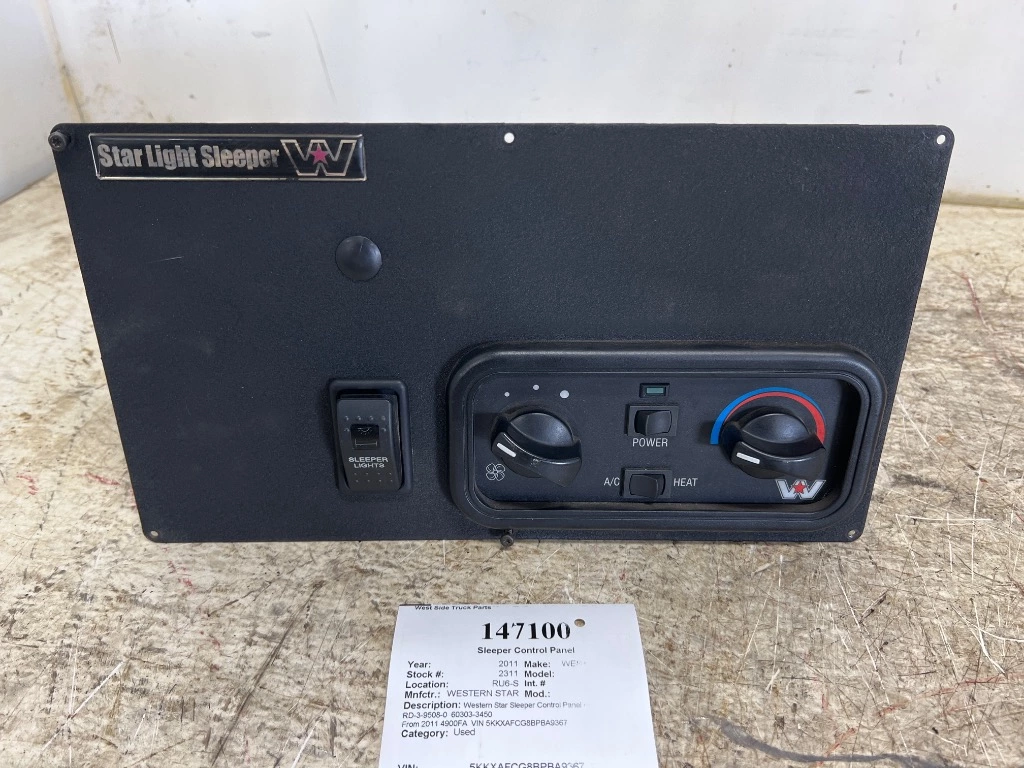 Star Light Sleeper W
SLEEPER
LIGHTS
POWER
A/C HEAT
W
West Side Truck Parts
147100
Sleeper Control Panel
Year: 2011 Make:
Stock #: 2311 Model:
Location: RU6-S Int. #
Mnfctr.: WESTERN STAR Mod.:
Description: Western Star Sleeper Control Panel -
RD-3-9508-0 60303-3450
From 2011 4900FA VIN 5KKXAFCG8BPBA9367
Category: Used
VIN: 5KKXAFCG8BPBA9367